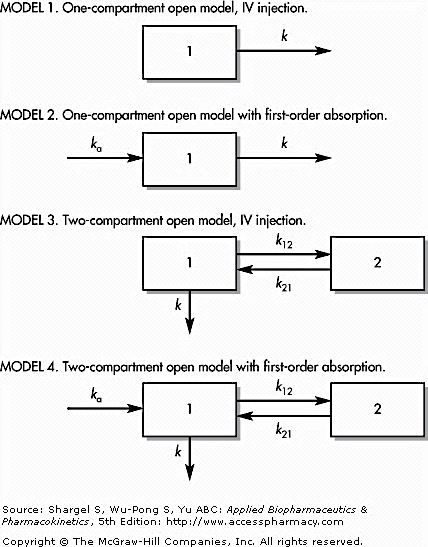 MODEL 1. One-compartment open model, IV injection.
1
k
MODEL 2. One-compartment open model with first-order absorption.
ka
1
k
MODEL 3. Two-compartment open model, IV injection.
1
k12
k21
2
k
MODEL 4. Two-compartment open model with first-order absorption.
ka
1
k12
k21
2
k
Source: Shargel S, Wu-Pong S, Yu ABC: Applied Biopharmaceutics &
Pharmacokinetics, 5th Edition: http://www.accesspharmacy.com
Copyright © The McGraw-Hill Companies, Inc. All rights reserved.